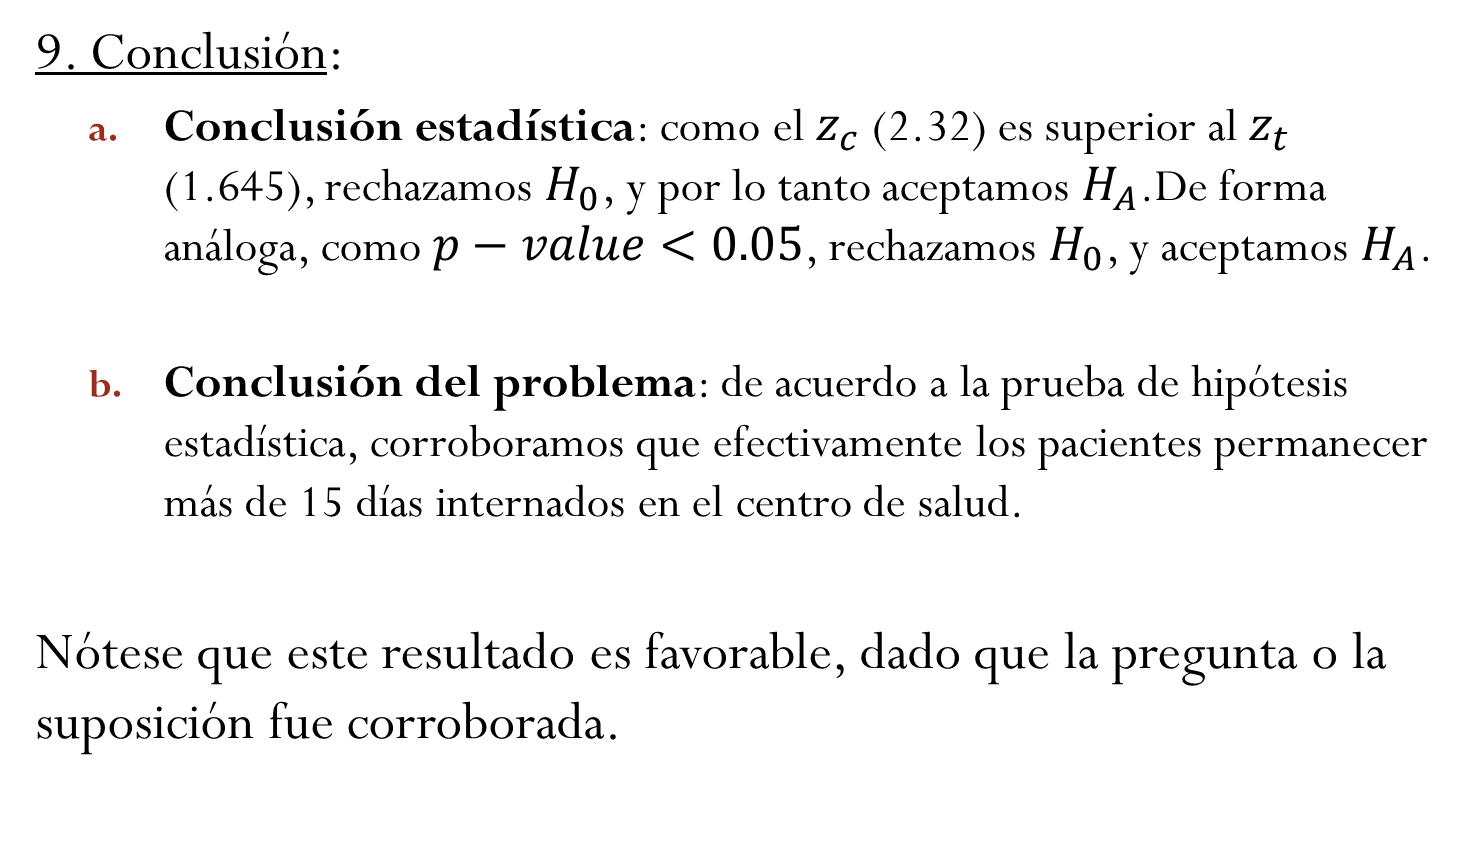 9. Conclusión:
a. Conclusión estadística: como el z_c (2.32) es superior al z_t
(1.645), rechazamos H_0, y por lo tanto aceptamos H_A.De forma
análoga, como p − value < 0.05, rechazamos H_0, y aceptamos H_A.
b. Conclusión del problema: de acuerdo a la prueba de hipótesis
estadística, corroboramos que efectivamente los pacientes permanecer
más de 15 días internados en el centro de salud.
Nótese que este resultado es favorable, dado que la pregunta o la
suposición fue corroborada.